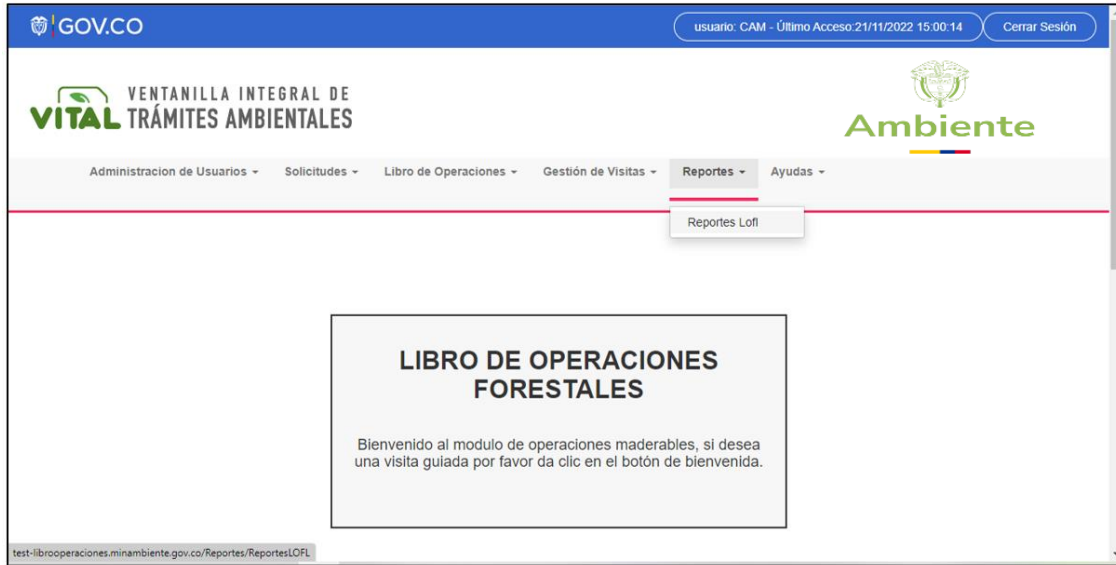 GOV.CO
usuario: CAM - Último Acceso:21/11/2022 15:00:14
Cerrar Sesión
VITAL
VENTANILLA INTEGRAL DE
TRÁMITES AMBIENTALES
Ambiente
Administracion de Usuarios
Solicitudes
Libro de Operaciones
Gestión de Visitas
Reportes
Ayudas
Reportes Lofl
LIBRO DE OPERACIONES
FORESTALES
Bienvenido al modulo de operaciones maderables, si desea
una visita guiada por favor da clic en el botón de bienvenida.
test-librooperaciones.minambiente.gov.co/Reportes/ReportesLOFL